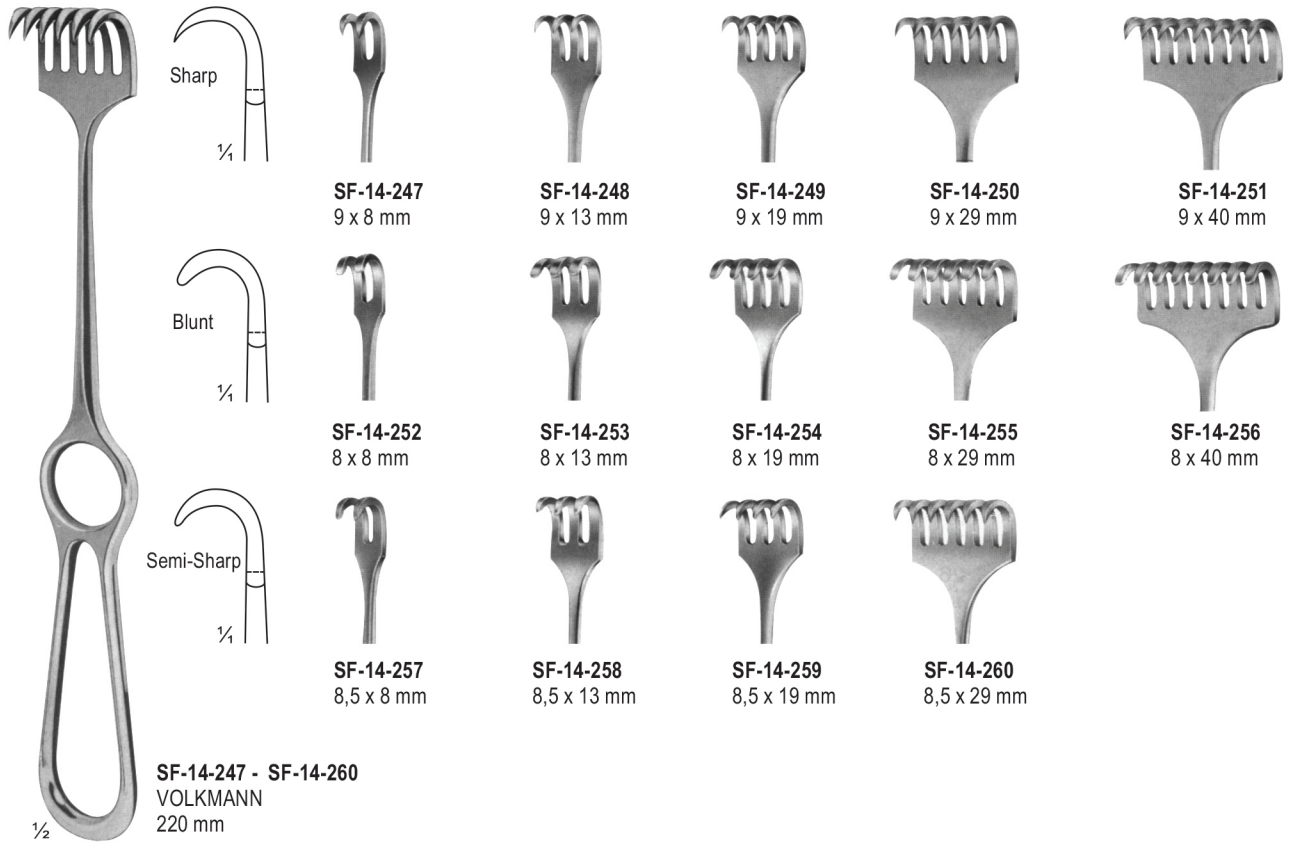 Sharp
⅟₁
SF-14-247
9 x 8 mm
SF-14-248
9 x 13 mm
SF-14-249
9 x 19 mm
SF-14-250
9 x 29 mm
SF-14-251
9 x 40 mm
Blunt
⅟₁
SF-14-252
8 x 8 mm
SF-14-253
8 x 13 mm
SF-14-254
8 x 19 mm
SF-14-255
8 x 29 mm
SF-14-256
8 x 40 mm
Semi-Sharp
⅟₁
SF-14-257
8,5 x 8 mm
SF-14-258
8,5 x 13 mm
SF-14-259
8,5 x 19 mm
SF-14-260
8,5 x 29 mm
SF-14-247 - SF-14-260
VOLKMANN
220 mm
½